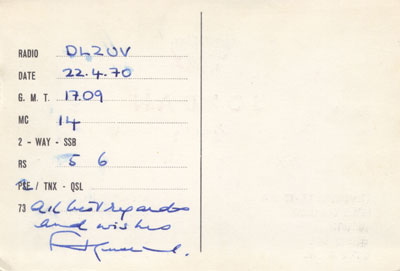 RADIO DL2UV
DATE 22.4.70
G. M. T. 17.09
MC 14
2 - WAY - SSB
RS 5 6
PSE / TNX - QSL
73 all best regards
and wishes